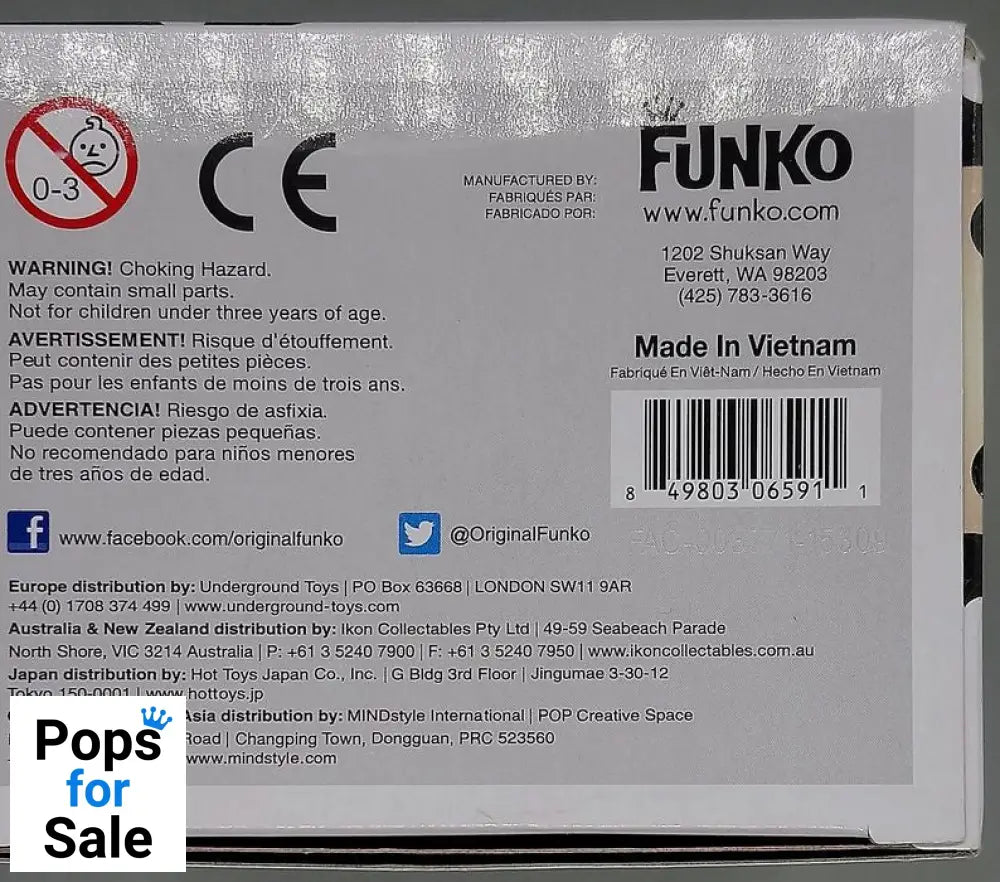 0-3
CE
MANUFACTURED BY:
FABRIQUÉS PAR:
FABRICADO POR:
FUNKO
www.funko.com
1202 Shuksan Way
Everett, WA 98203
(425) 783-3616
WARNING! Choking Hazard.
May contain small parts.
Not for children under three years of age.
AVERTISSEMENT! Risque d'étouffement.
Peut contenir des petites pièces.
Pas pour les enfants de moins de trois ans.
ADVERTENCIA! Riesgo de asfixia.
Puede contener piezas pequeñas.
No recomendado para niños menores
de tres años de edad.
Made In Vietnam
Fabriqué En Viêt-Nam / Hecho En Vietnam
8 49803 06591 1
f www.facebook.com/originalfunko
@OriginalFunko
Europe distribution by: Underground Toys | PO Box 63668 | LONDON SW11 9AR
+44 (0) 1708 374 499 | www.underground-toys.com
Australia & New Zealand distribution by: Ikon Collectables Pty Ltd | 49-59 Seabeach Parade
North Shore, VIC 3214 Australia | P: +61 3 5240 7900 | F: +61 3 5240 7950 | www.ikoncollectables.com.au
Japan distribution by: Hot Toys Japan Co., Inc. | G Bldg 3rd Floor | Jingumae 3-30-12
Tokyo 150-0001 | www.hottoys.jp
Asia distribution by: MINDstyle International | POP Creative Space
Road | Changping Town, Dongguan, PRC 523560
www.mindstyle.com
Pops
for
Sale